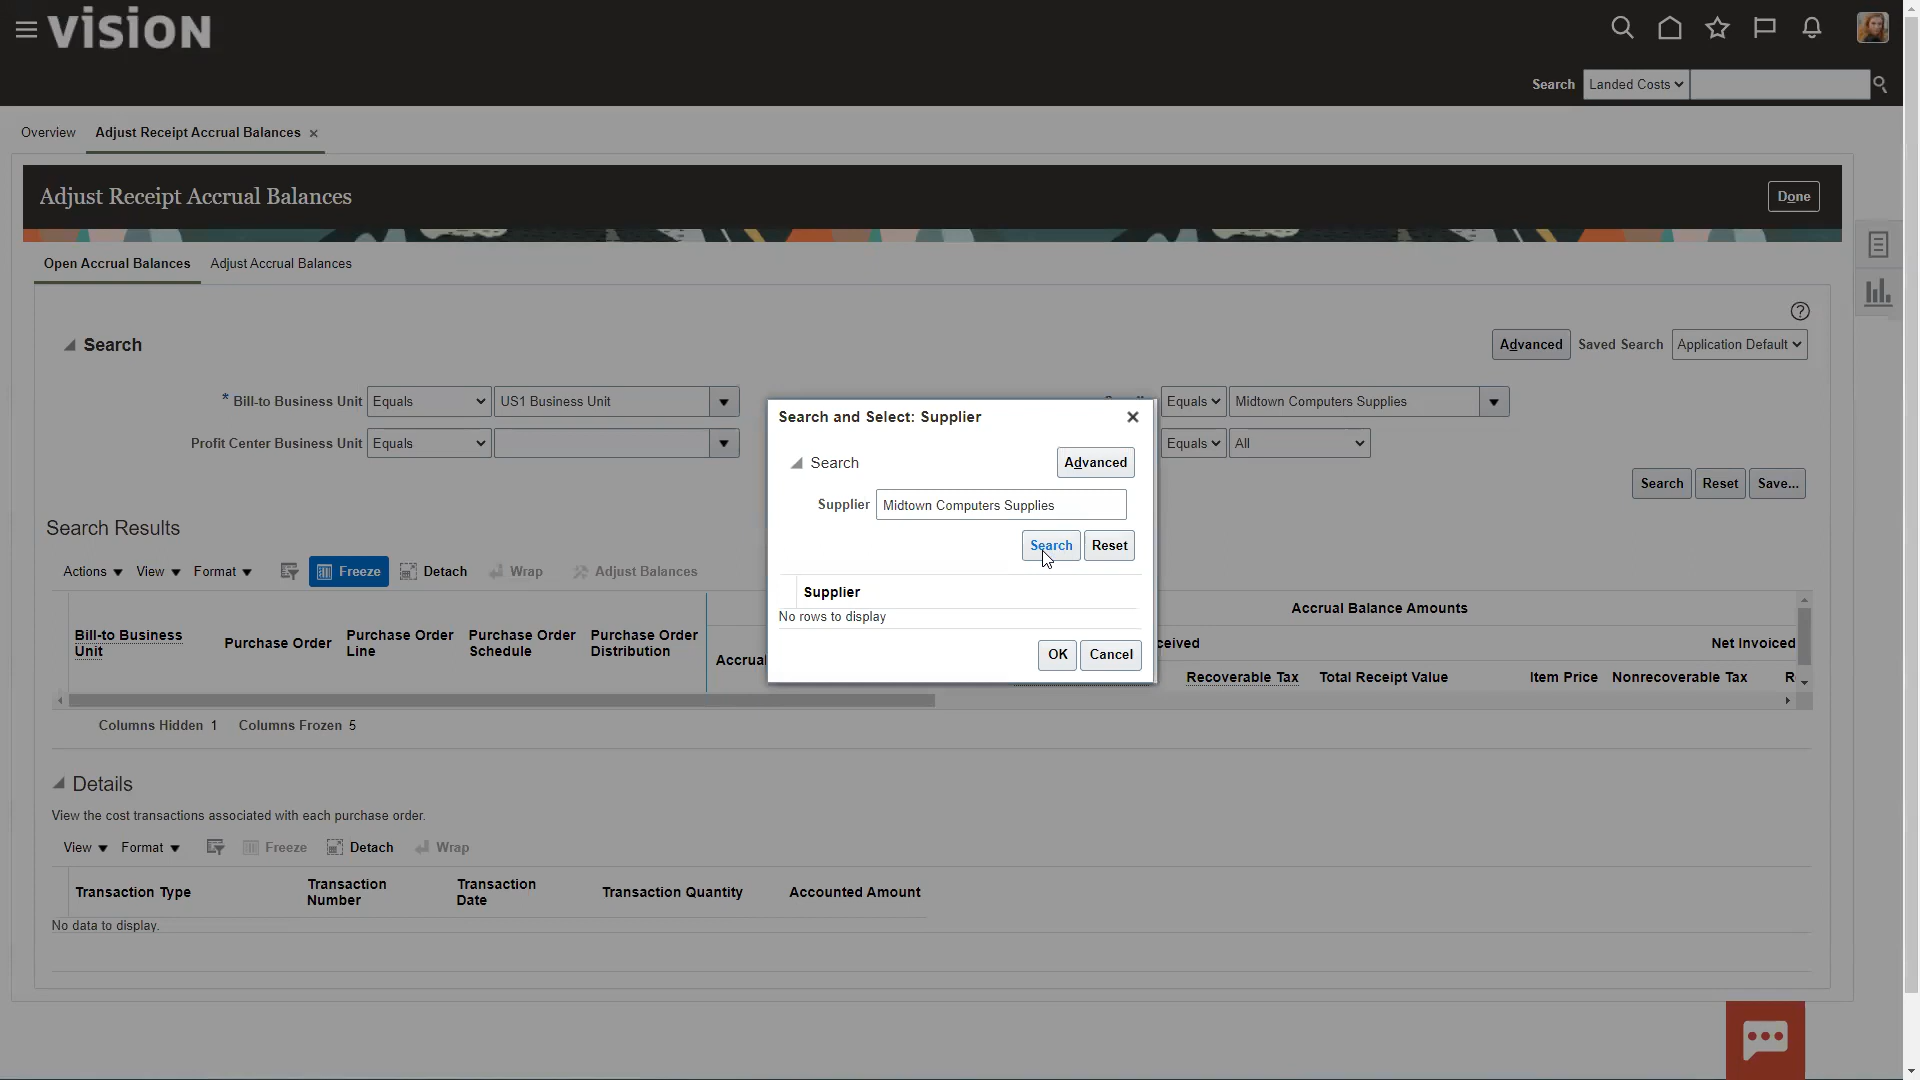 VISION
Search Landed Costs
Overview Adjust Receipt Accrual Balances
Adjust Receipt Accrual Balances
Done
Open Accrual Balances Adjust Accrual Balances
Search
Advanced Saved Search Application Default
* Bill-to Business Unit Equals US1 Business Unit
Equals Midtown Computers Supplies
Profit Center Business Unit Equals
Equals All
Search Reset Save...
Search and Select: Supplier
Search
Advanced
Supplier Midtown Computers Supplies
Search Reset
Supplier
No rows to display
OK Cancel
Search Results
Actions View Format Freeze Detach Wrap Adjust Balances
Accrual Balance Amounts
Net Invoiced
Bill-to Business Unit
Purchase Order
Purchase Order Line
Purchase Order Schedule
Purchase Order Distribution
Recoverable Tax Total Receipt Value Item Price Nonrecoverable Tax
Columns Hidden 1 Columns Frozen 5
Details
View the cost transactions associated with each purchase order.
View Format Freeze Detach Wrap
Transaction Type
Transaction Number
Transaction Date
Transaction Quantity
Accounted Amount
No data to display.